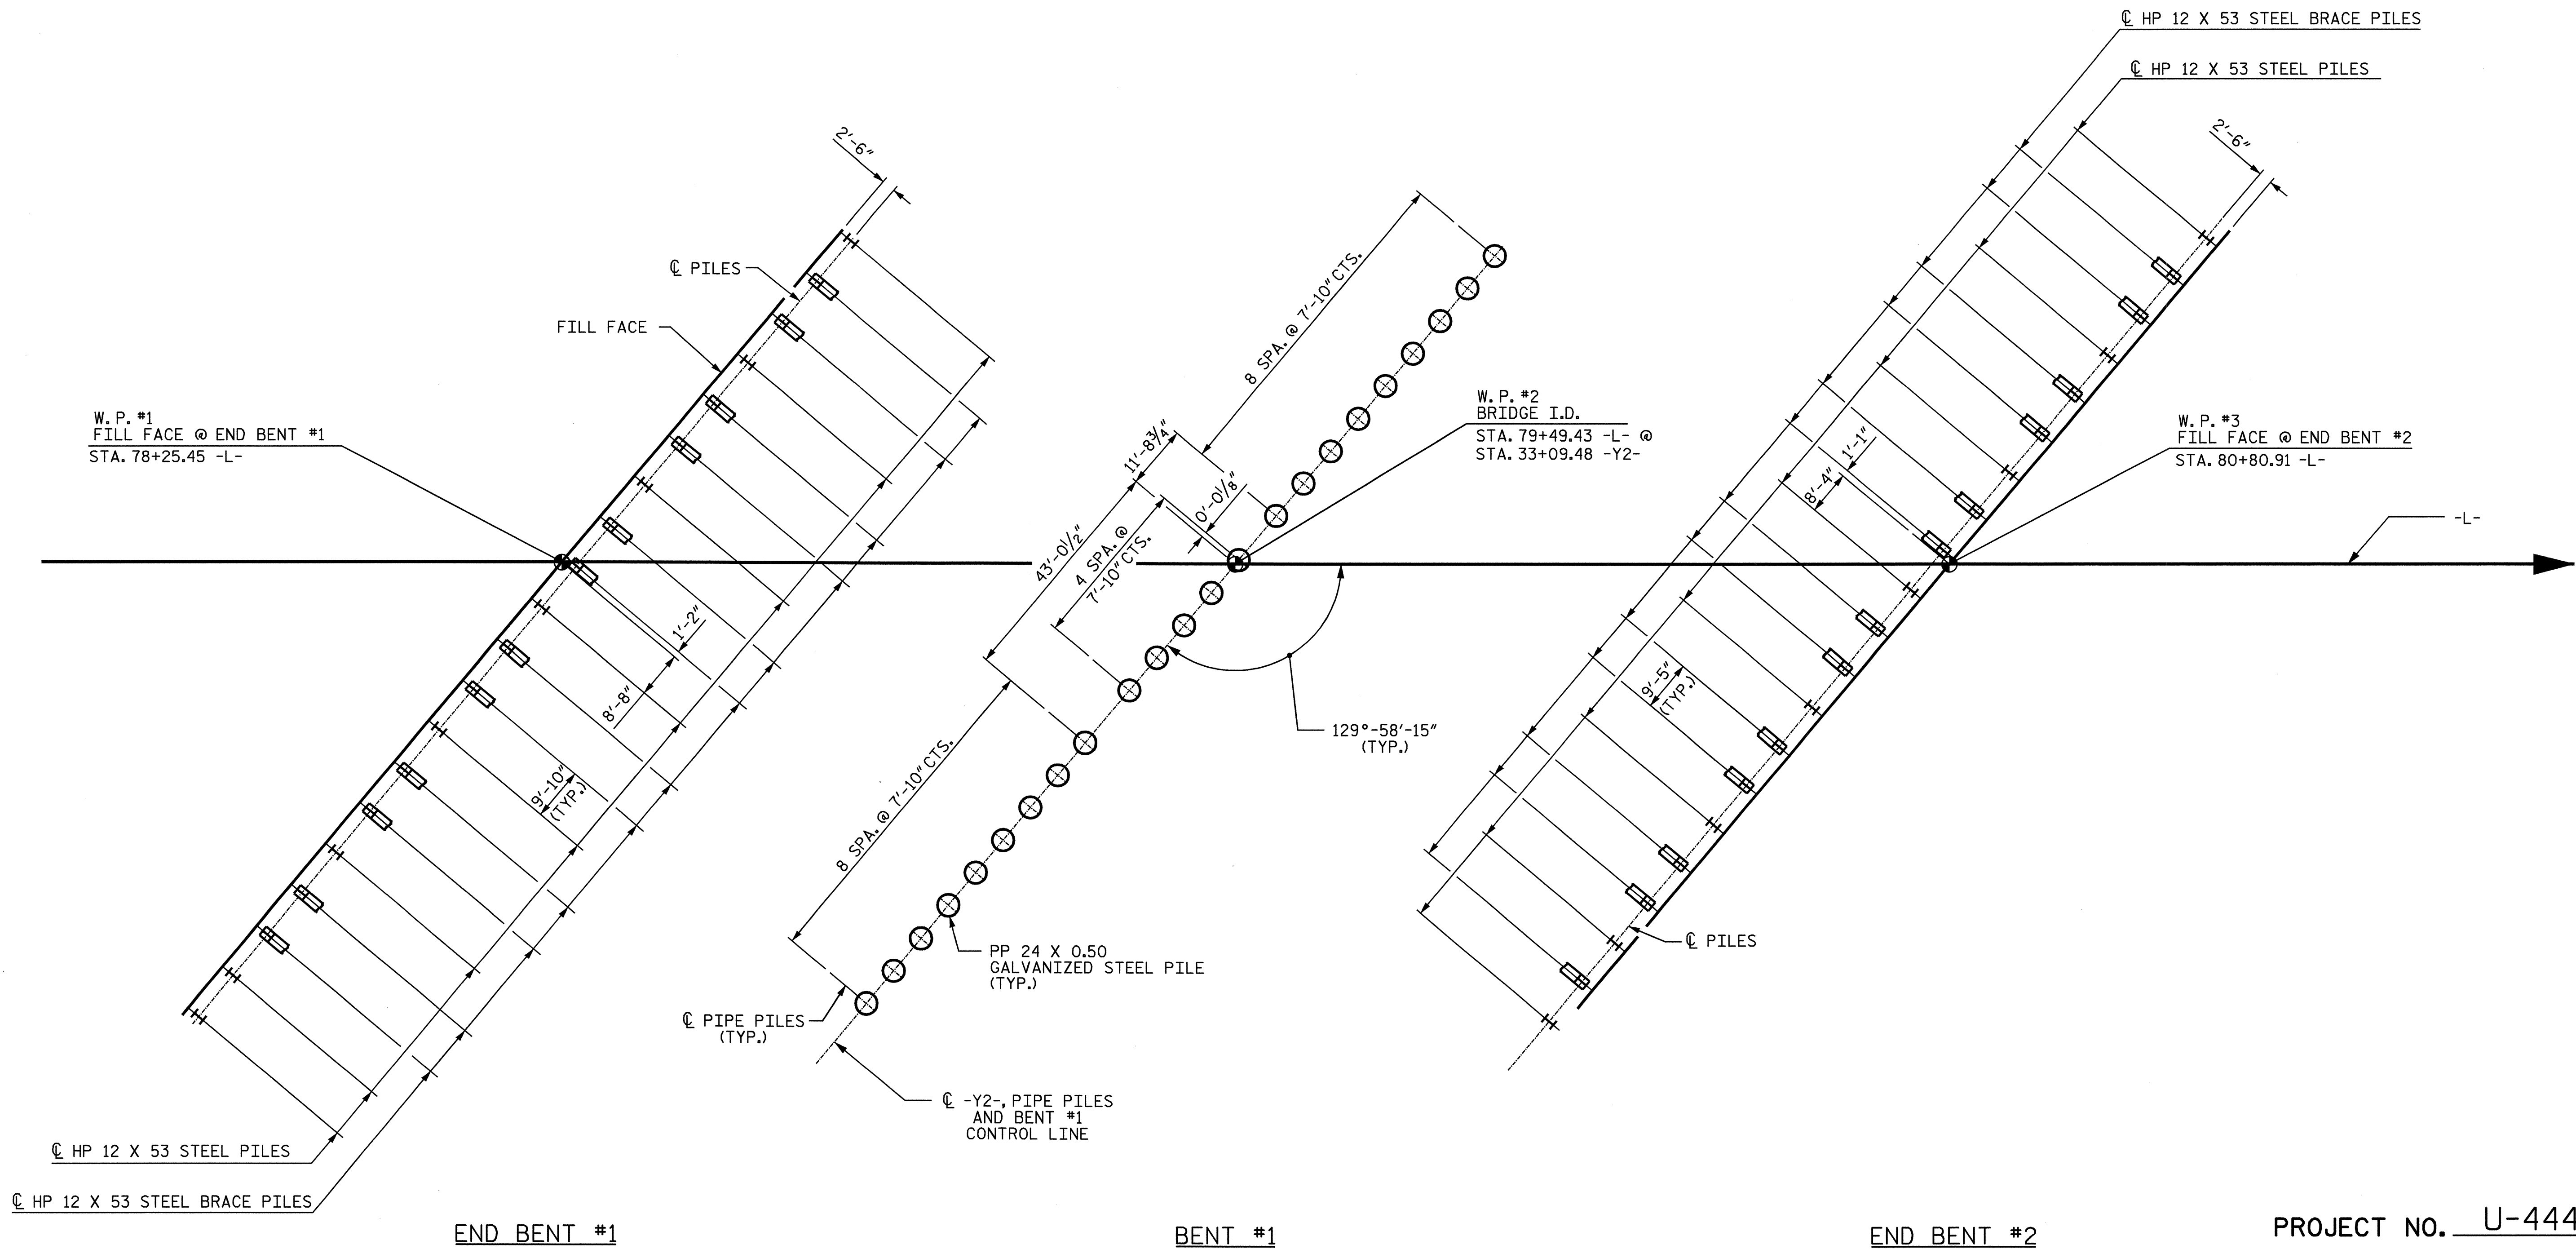 ℄ HP 12 X 53 STEEL BRACE PILES
℄ HP 12 X 53 STEEL PILES
2'-6"
2'-6"
℄ PILES
FILL FACE
8 SPA. @ 7'-10" CTS.
W.P. #1
FILL FACE @ END BENT #1
STA. 78+25.45 -L-
W.P. #2
BRIDGE I.D.
STA. 79+49.43 -L- @
STA. 33+09.48 -Y2-
W.P. #3
FILL FACE @ END BENT #2
STA. 80+80.91 -L-
11'-8¾"
0'-0⅛"
43'-0½"
4 SPA. @
7'-10" CTS.
1'-1"
8'-4"
-L-
1'-2"
8'-8"
9'-5"
(TYP.)
129°-58'-15"
(TYP.)
9'-10"
(TYP.)
8 SPA. @ 7'-10" CTS.
PP 24 X 0.50
GALVANIZED STEEL PILE
(TYP.)
℄ PILES
℄ PIPE PILES
(TYP.)
℄ -Y2-, PIPE PILES
AND BENT #1
CONTROL LINE
℄ HP 12 X 53 STEEL PILES
℄ HP 12 X 53 STEEL BRACE PILES
END BENT #1
BENT #1
END BENT #2
PROJECT NO. U-444